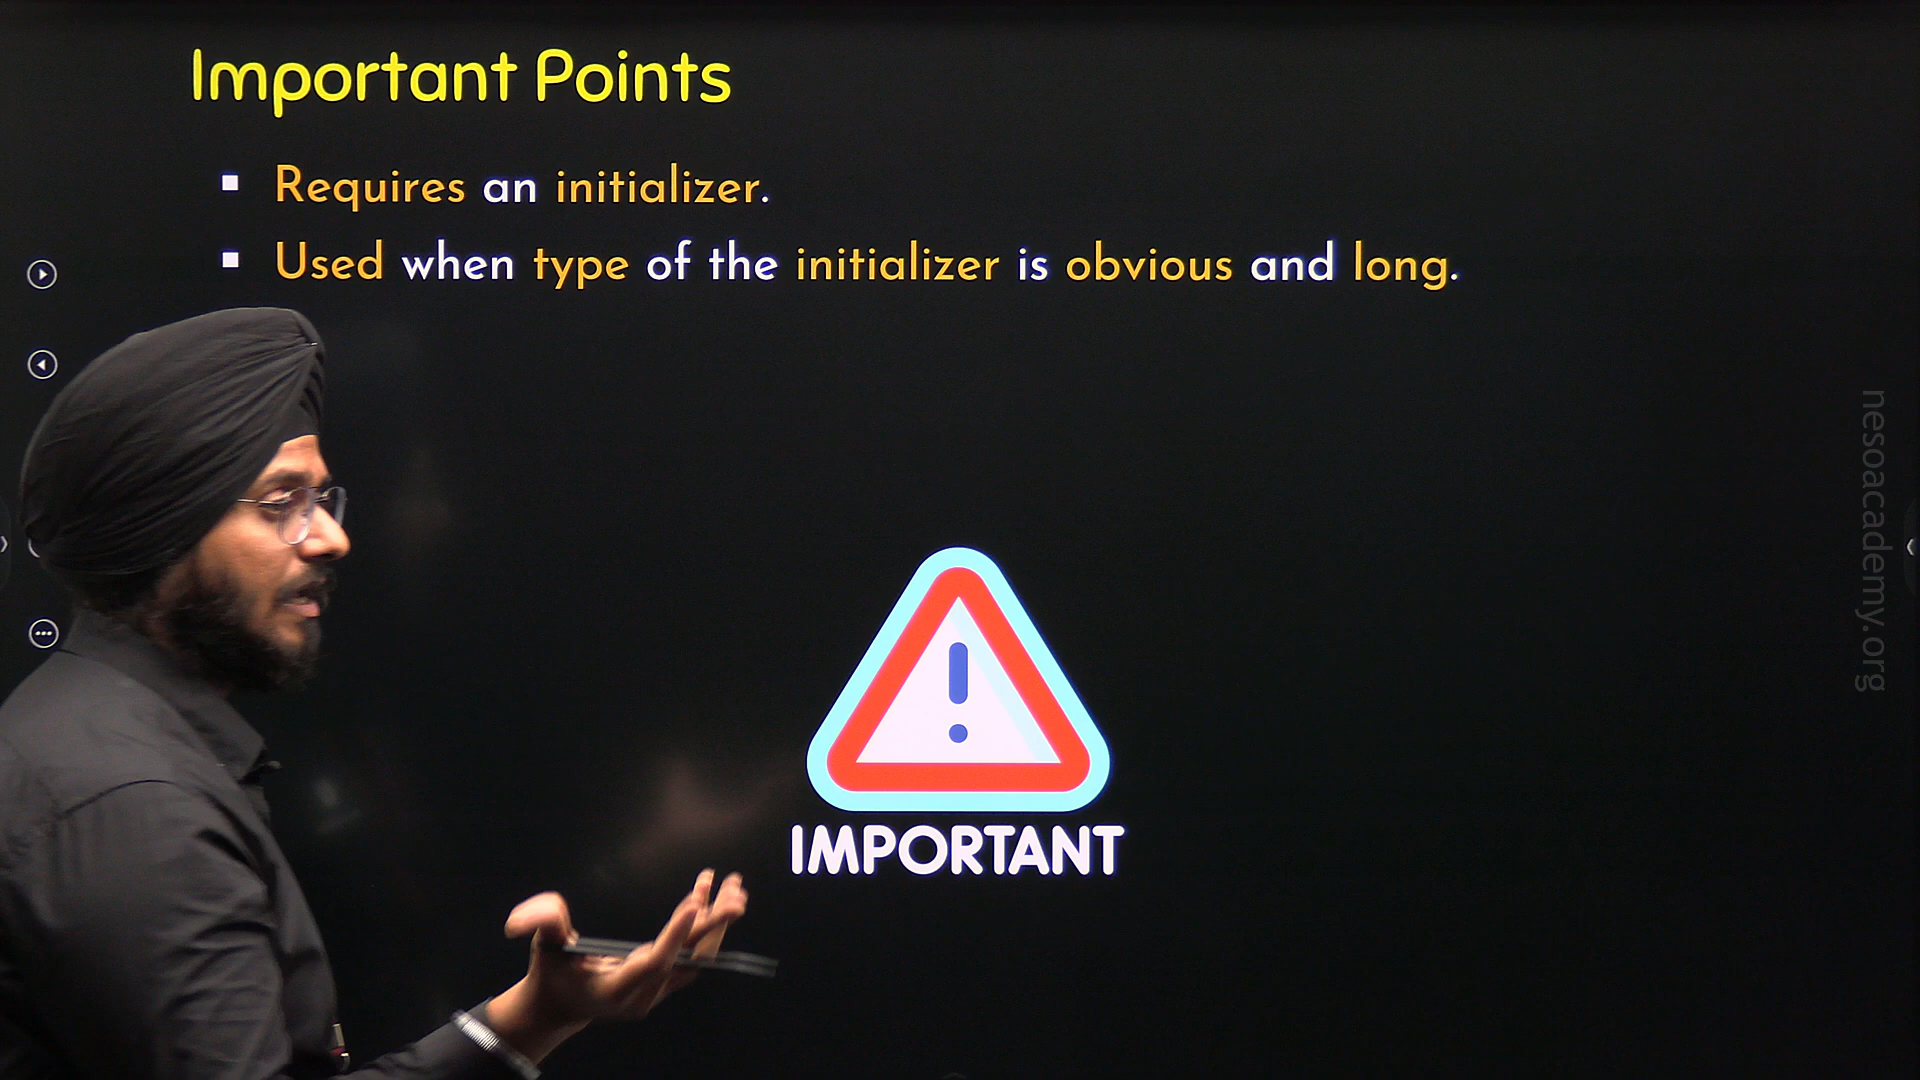 Important Points
Requires an initializer.
Used when type of the initializer is obvious and long.
IMPORTANT
nesoacademy.org